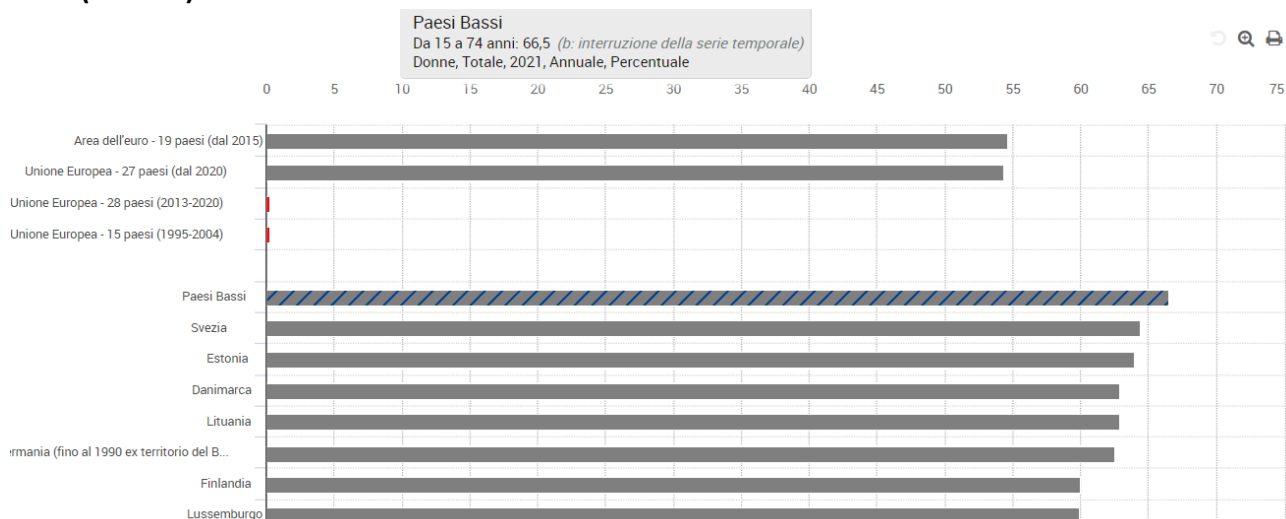 Paesi Bassi
Da 15 a 74 anni: 66,5 (b: interruzione della serie temporale)
Donne, Totale, 2021, Annuale, Percentuale
0 5 10 15 20 25 30 35 40 45 50 55 60 65 70 75
Area dell'euro - 19 paesi (dal 2015)
Unione Europea - 27 paesi (dal 2020)
Unione Europea - 28 paesi (2013-2020)
Unione Europea - 15 paesi (1995-2004)
Paesi Bassi
Svezia
Estonia
Danimarca
Lituania
ermania (fino al 1990 ex territorio del B...
Finlandia
Lussemburgo